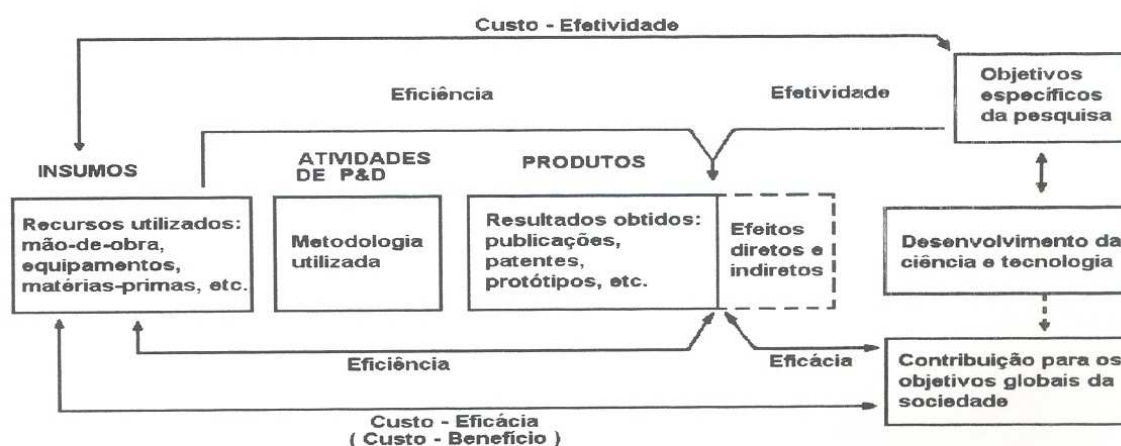 Custo - Efetividade
Eficiência
Efetividade
Objetivos
específicos
da pesquisa
INSUMOS
ATIVIDADES
DE P&D
PRODUTOS
Recursos utilizados:
mão-de-obra,
equipamentos,
matérias-primas, etc.
Metodologia
utilizada
Resultados obtidos:
publicações,
patentes,
protótipos, etc.
Efeitos
diretos e
indiretos
Desenvolvimento da
ciência e tecnologia
Eficiência
Eficácia
Contribuição para os
objetivos globais da
sociedade
Custo - Eficácia
( Custo - Benefício )